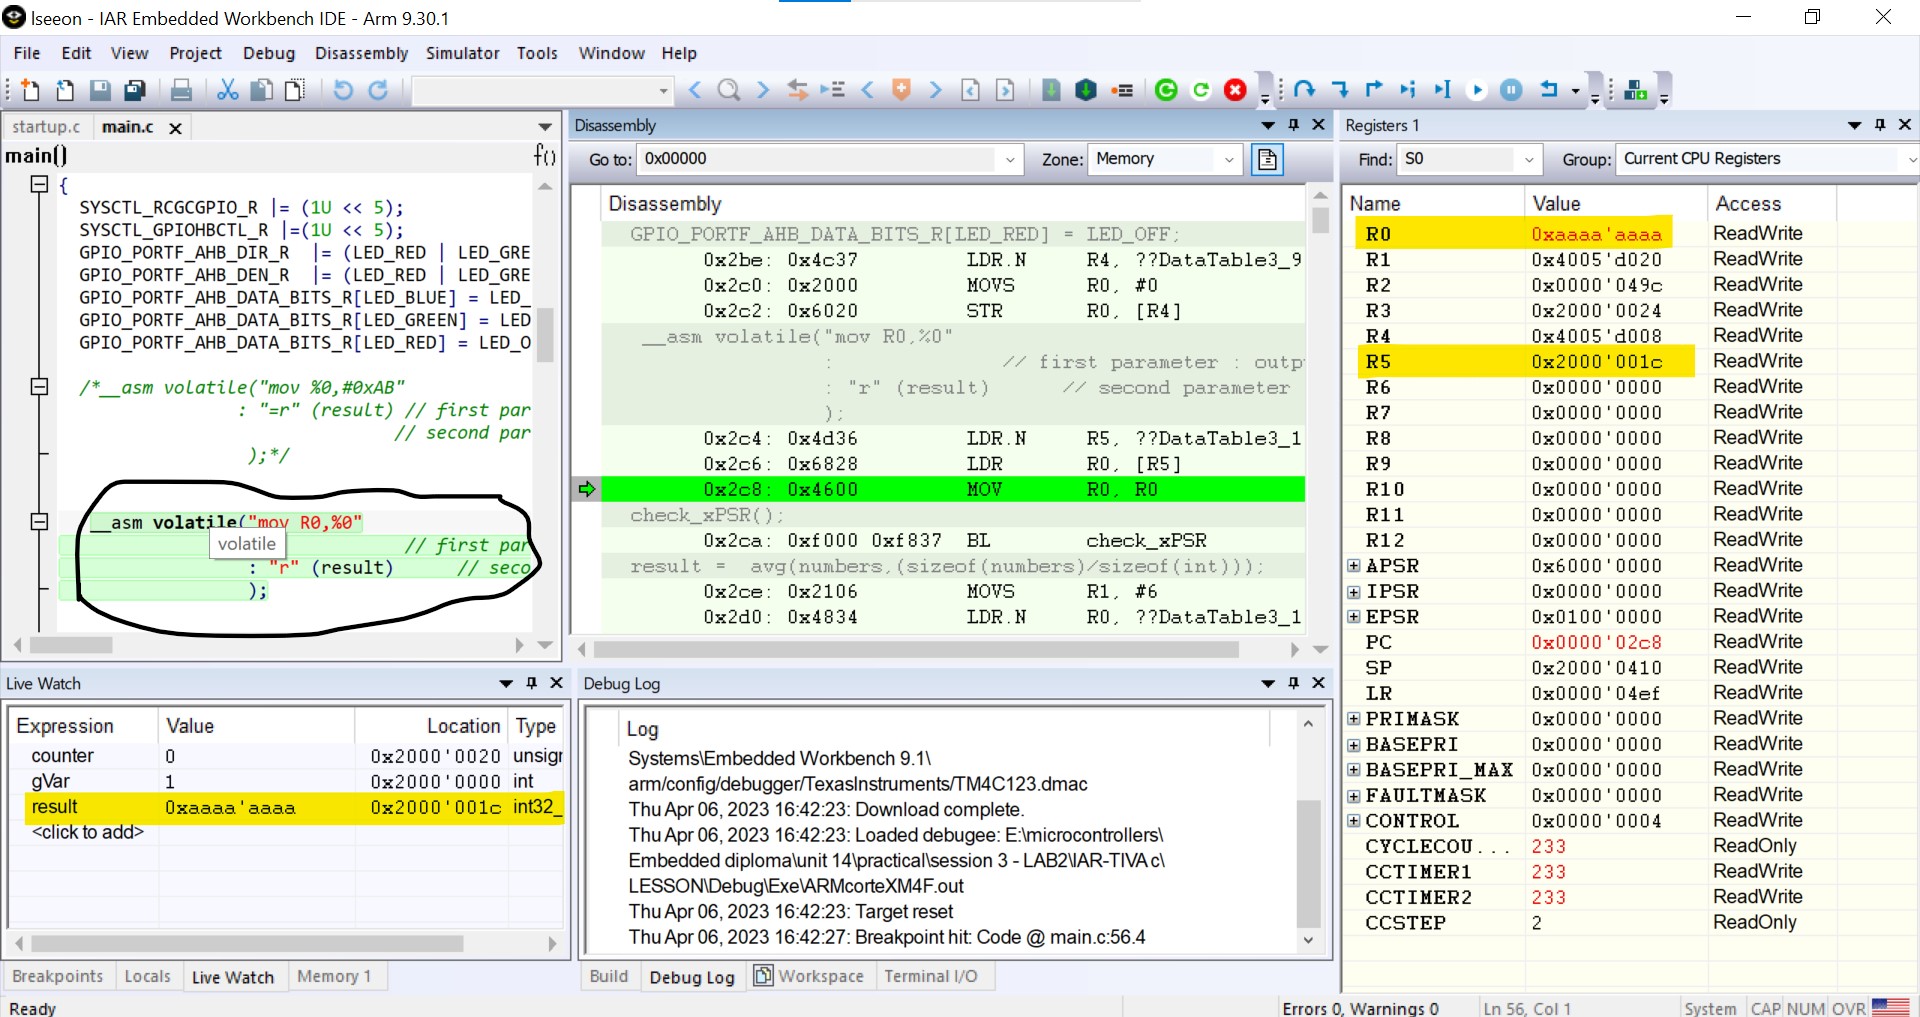 lseeon - IAR Embedded Workbench IDE - Arm 9.30.1
File Edit View Project Debug Disassembly Simulator Tools Window Help
startup.c main.c
main()
{
SYSCTL_RCGCGPIO_R |= (1U << 5);
SYSCTL_GPIOHBCTL_R |=(1U << 5);
GPIO_PORTF_AHB_DIR_R |= (LED_RED | LED_GRE
GPIO_PORTF_AHB_DEN_R |= (LED_RED | LED_GRE
GPIO_PORTF_AHB_DATA_BITS_R[LED_BLUE] = LED_
GPIO_PORTF_AHB_DATA_BITS_R[LED_GREEN] = LED
GPIO_PORTF_AHB_DATA_BITS_R[LED_RED] = LED_O
/*__asm volatile("mov %0,#0xAB"
: "=r" (result) // first par
// second par
);*/
__asm volatile("mov R0,%0"
volatile
// first par
: "r" (result) // seco
);
Disassembly
Go to: 0x00000 Zone: Memory
Disassembly
GPIO_PORTF_AHB_DATA_BITS_R[LED_RED] = LED_OFF;
0x2be: 0x4c37 LDR.N R4, ??DataTable3_9
0x2c0: 0x2000 MOVS R0, #0
0x2c2: 0x6020 STR R0, [R4]
__asm volatile("mov R0,%0"
: // first parameter : outp
: "r" (result) // second parameter
);
0x2c4: 0x4d36 LDR.N R5, ??DataTable3_1
0x2c6: 0x6828 LDR R0, [R5]
0x2c8: 0x4600 MOV R0, R0
check_xPSR();
0x2ca: 0xf000 0xf837 BL check_xPSR
result = avg(numbers,(sizeof(numbers)/sizeof(int)));
0x2ce: 0x2106 MOVS R1, #6
0x2d0: 0x4834 LDR.N R0, ??DataTable3_1
Registers 1
Find: S0 Group: Current CPU Registers
Name Value Access
R0 0xaaaa'aaaa ReadWrite
R1 0x4005'd020 ReadWrite
R2 0x0000'049c ReadWrite
R3 0x2000'0024 ReadWrite
R4 0x4005'd008 ReadWrite
R5 0x2000'001c ReadWrite
R6 0x0000'0000 ReadWrite
R7 0x0000'0000 ReadWrite
R8 0x0000'0000 ReadWrite
R9 0x0000'0000 ReadWrite
R10 0x0000'0000 ReadWrite
R11 0x0000'0000 ReadWrite
R12 0x0000'0000 ReadWrite
APSR 0x6000'0000 ReadWrite
IPSR 0x0000'0000 ReadWrite
EPSR 0x0100'0000 ReadWrite
PC 0x0000'02c8 ReadWrite
SP 0x2000'0410 ReadWrite
LR 0x0000'04ef ReadWrite
PRIMASK 0x0000'0000 ReadWrite
BASEPRI 0x0000'0000 ReadWrite
BASEPRI_MAX 0x0000'0000 ReadWrite
FAULTMASK 0x0000'0000 ReadWrite
CONTROL 0x0000'0004 ReadWrite
CYCLECOU... 233 ReadOnly
CCTIMER1 233 ReadWrite
CCTIMER2 233 ReadWrite
CCSTEP 2 ReadOnly
Live Watch
Expression Value Location Type
counter 0 0x2000'0020 unsigr
gVar 1 0x2000'0000 int
result 0xaaaa'aaaa 0x2000'001c int32_
<click to add>
Breakpoints Locals Live Watch Memory 1
Debug Log
Log
Systems\Embedded Workbench 9.1\
arm/config/debugger/TexasInstruments/TM4C123.dmac
Thu Apr 06, 2023 16:42:23: Download complete.
Thu Apr 06, 2023 16:42:23: Loaded debugee: E:\microcontrollers\
Embedded diploma\unit 14\practical\session 3 - LAB2\IAR-TIVA c\
LESSON\Debug\Exe\ARMcorteXM4F.out
Thu Apr 06, 2023 16:42:23: Target reset
Thu Apr 06, 2023 16:42:27: Breakpoint hit: Code @ main.c:56.4
Build Debug Log Workspace Terminal I/O
Ready Errors 0, Warnings 0 Ln 56, Col 1 System CAP NUM OVR